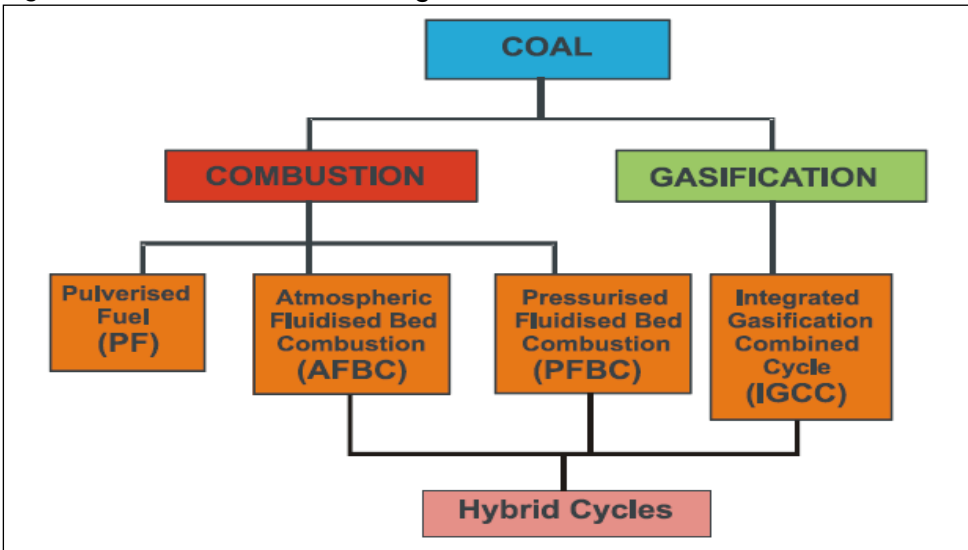 COAL
COMBUSTION
GASIFICATION
Pulverised
Fuel
(PF)
Atmospheric
Fluidised Bed
Combustion
(AFBC)
Pressurised
Fluidised Bed
Combustion
(PFBC)
Integrated
Gasification
Combined
Cycle
(IGCC)
Hybrid Cycles